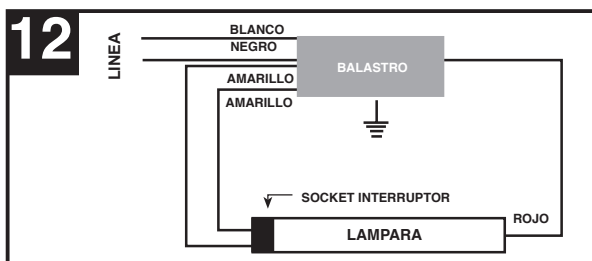 12
LINEA
BLANCO
NEGRO
AMARILLO
AMARILLO
BALASTRO
SOCKET INTERRUPTOR
LAMPARA
ROJO